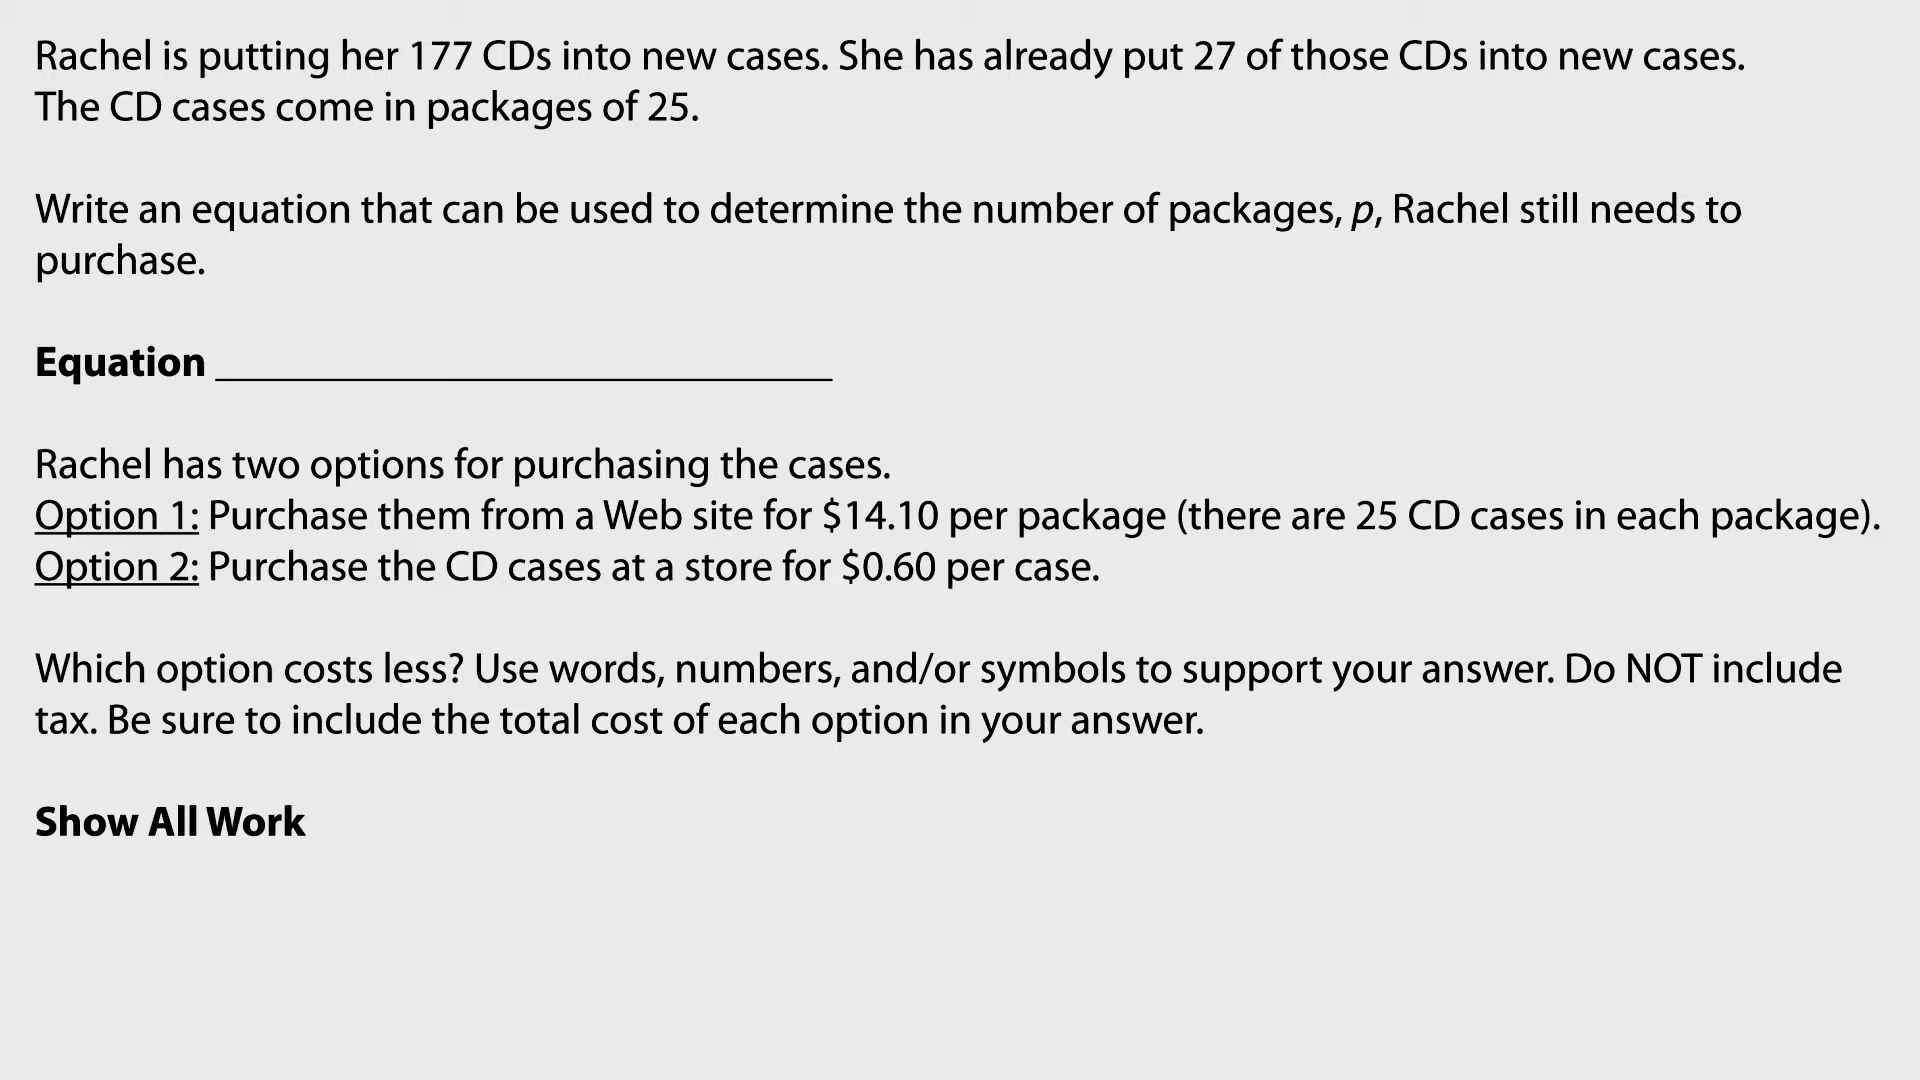 Rachel is putting her 177 CDs into new cases. She has already put 27 of those CDs into new cases.
The CD cases come in packages of 25.
Write an equation that can be used to determine the number of packages, p, Rachel still needs to
purchase.
Equation ______________________________
Rachel has two options for purchasing the cases.
Option 1: Purchase them from a Web site for $14.10 per package (there are 25 CD cases in each package).
Option 2: Purchase the CD cases at a store for $0.60 per case.
Which option costs less? Use words, numbers, and/or symbols to support your answer. Do NOT include
tax. Be sure to include the total cost of each option in your answer.
Show All Work